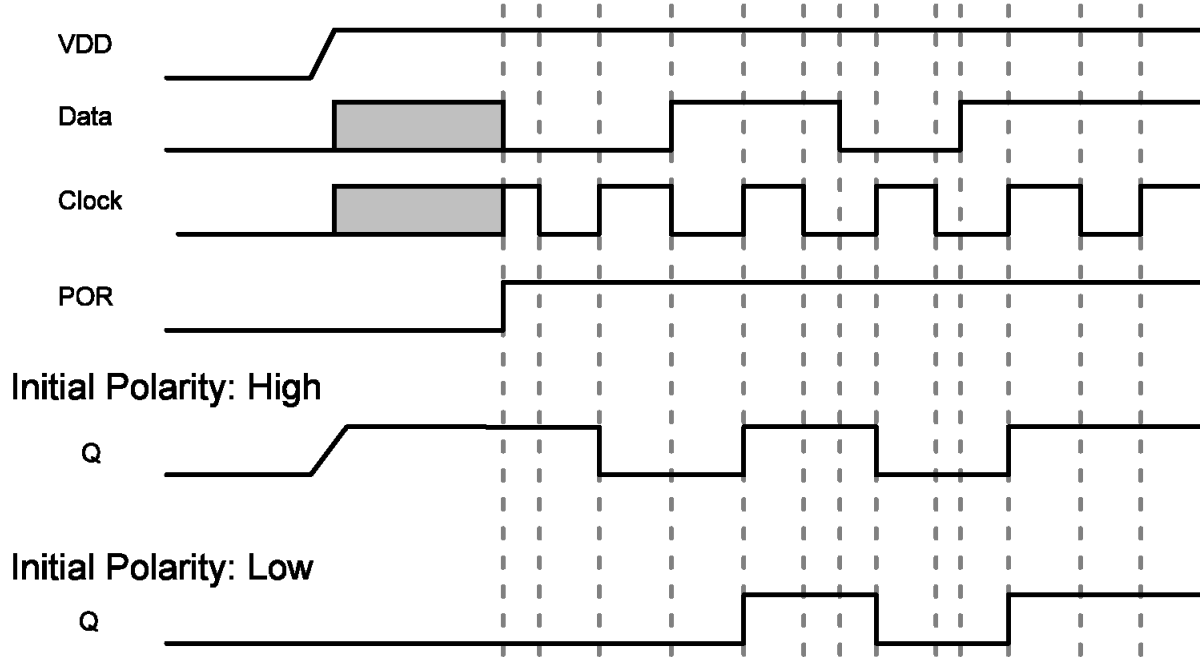 VDD
Data
Clock
POR
Initial Polarity: High
Q
Initial Polarity: Low
Q